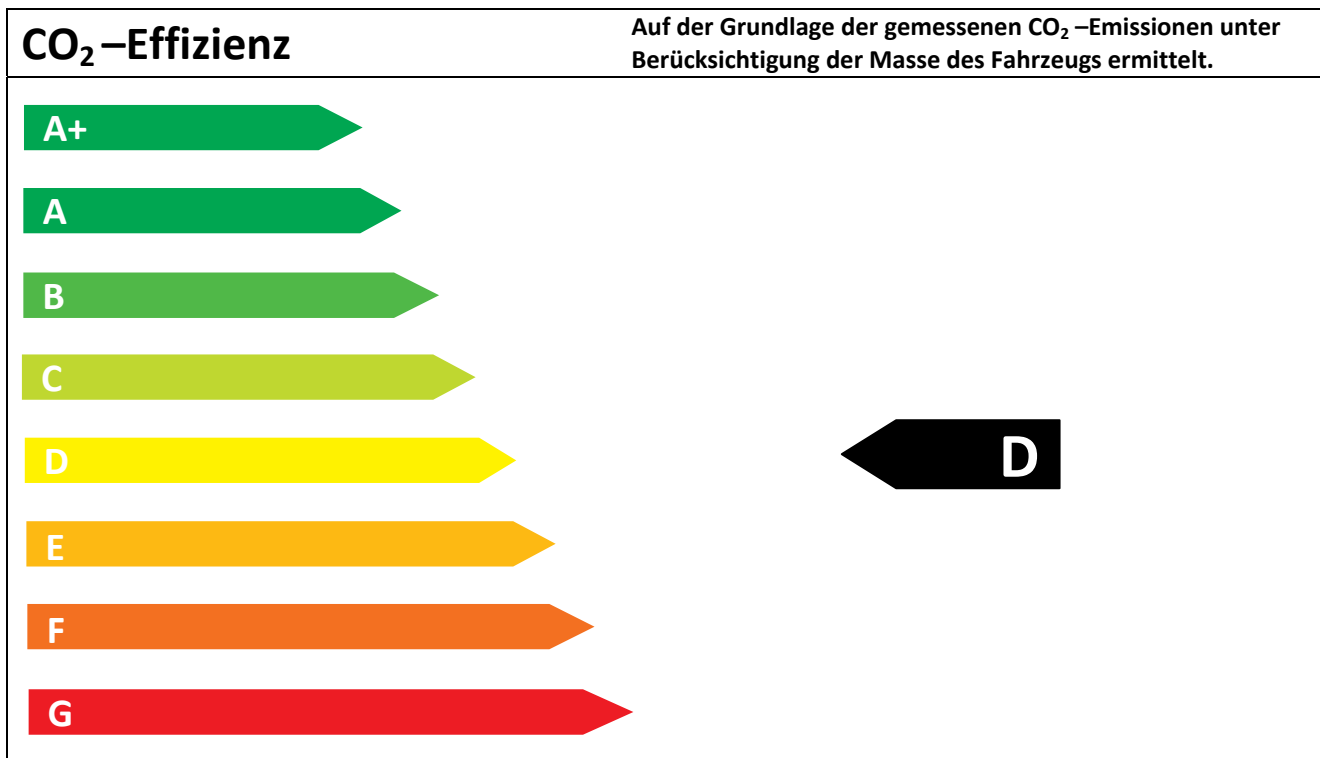 CO₂ –Effizienz
Auf der Grundlage der gemessenen CO₂ –Emissionen unter
Berücksichtigung der Masse des Fahrzeugs ermittelt.
A+
A
B
C
D
D
E
F
G